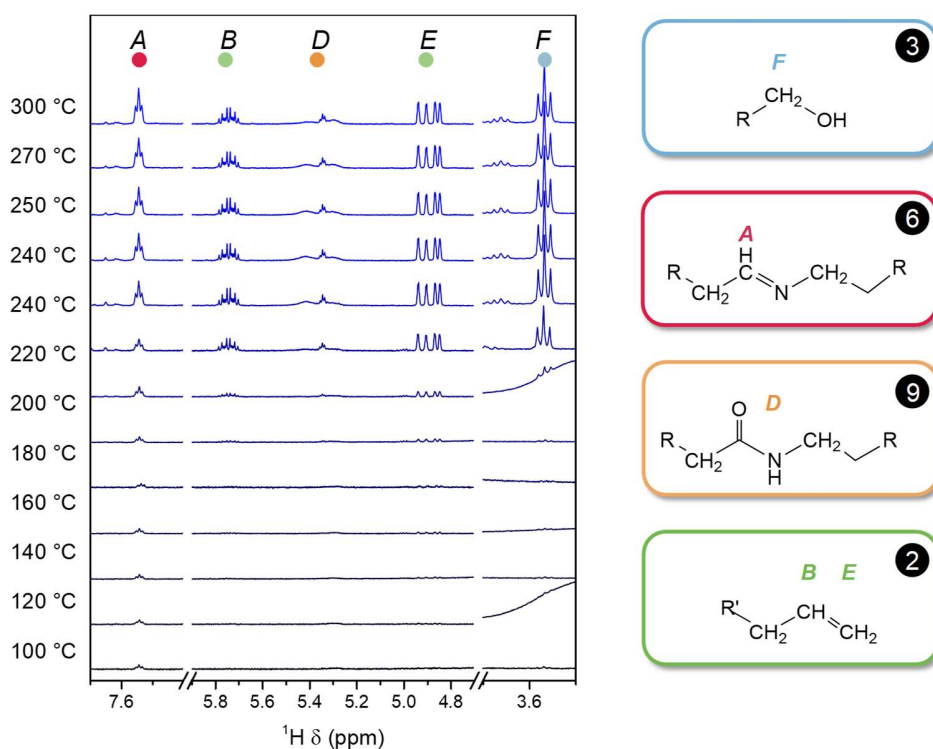 A B D E F
300 °C
270 °C
250 °C
240 °C
240 °C
220 °C
200 °C
180 °C
160 °C
140 °C
120 °C
100 °C
7.6 5.8 5.6 5.4 5.2 5.0 4.8 3.6
¹H δ (ppm)
3
F
CH₂
R OH
6
A
H
R R
CH₂ N
9
O D
R R
CH₂ N
H
2
B E
R' CH
CH₂ CH₂